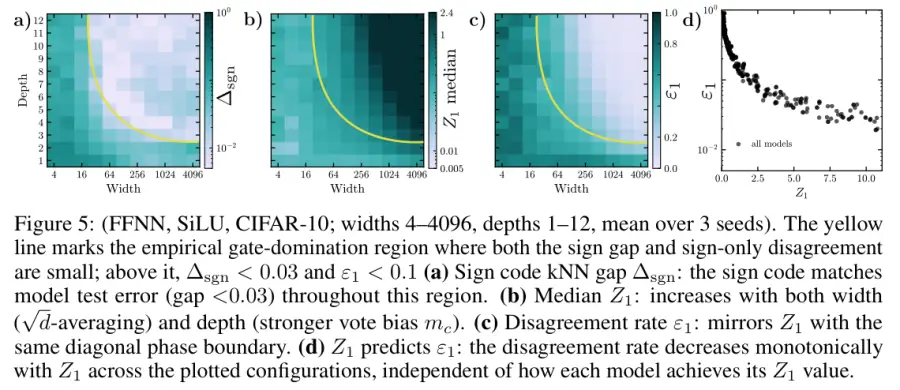 a)
12
11
10
9
8
7
6
5
4
3
2
1
Depth
4 16 64 256 1024 4096
Width
10⁰
10⁻²
Δsgn
b)
4 16 64 256 1024 4096
Width
2.4
1
0.01
0.005
Z₁ median
c)
4 16 64 256 1024 4096
Width
1.0
0.8
0.2
0.0
ε₁
d)
10⁰
10⁻²
ε₁
all models
0.0 2.5 5.0 7.5 10.0
Z₁
Figure 5: (FFNN, SiLU, CIFAR-10; widths 4–4096, depths 1–12, mean over 3 seeds). The yellow
line marks the empirical gate-domination region where both the sign gap and sign-only disagreement
are small; above it, Δsgn < 0.03 and ε₁ < 0.1 (a) Sign code kNN gap Δsgn: the sign code matches
model test error (gap <0.03) throughout this region. (b) Median Z₁: increases with both width
(√d-averaging) and depth (stronger vote bias m_c). (c) Disagreement rate ε₁: mirrors Z₁ with the
same diagonal phase boundary. (d) Z₁ predicts ε₁: the disagreement rate decreases monotonically
with Z₁ across the plotted configurations, independent of how each model achieves its Z₁ value.